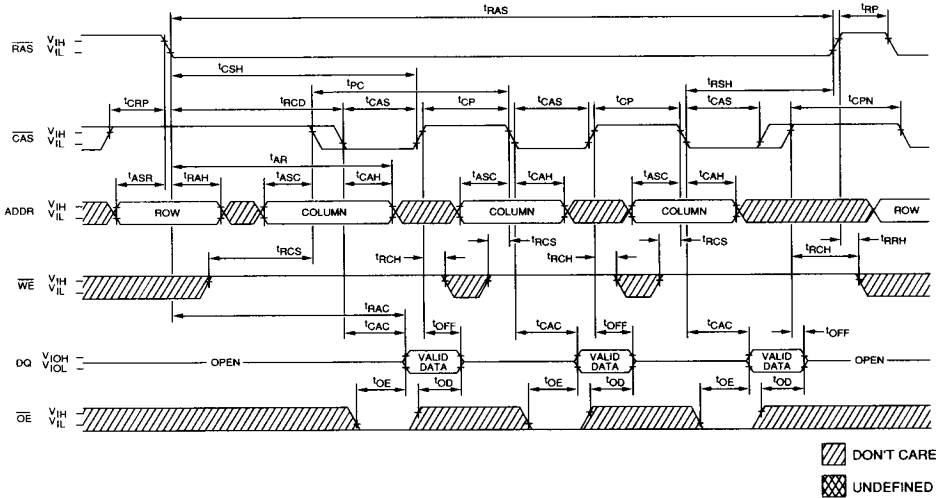 tRAS
tRP
RAS VIH
VIL
tCSH
tPC
tRSH
tCRP
tRCD
tCAS
tCP
tCAS
tCP
tCAS
tCPN
CAS VIH
VIL
tAR
tASR
tRAH
tASC
tCAH
tASC
tCAH
tASC
tCAH
ADDR VIH
VIL
ROW
COLUMN
COLUMN
COLUMN
ROW
tRCS
tRCH
tRCS
tRCH
tRCS
tRCH
tRRH
WE VIH
VIL
tRAC
tCAC
tOFF
tCAC
tOFF
tCAC
tOFF
DQ VIOH
VIOL
OPEN
VALID
DATA
VALID
DATA
VALID
DATA
OPEN
tOE
tOD
tOE
tOD
tOE
tOD
OE VIH
VIL
DON'T CARE
UNDEFINED